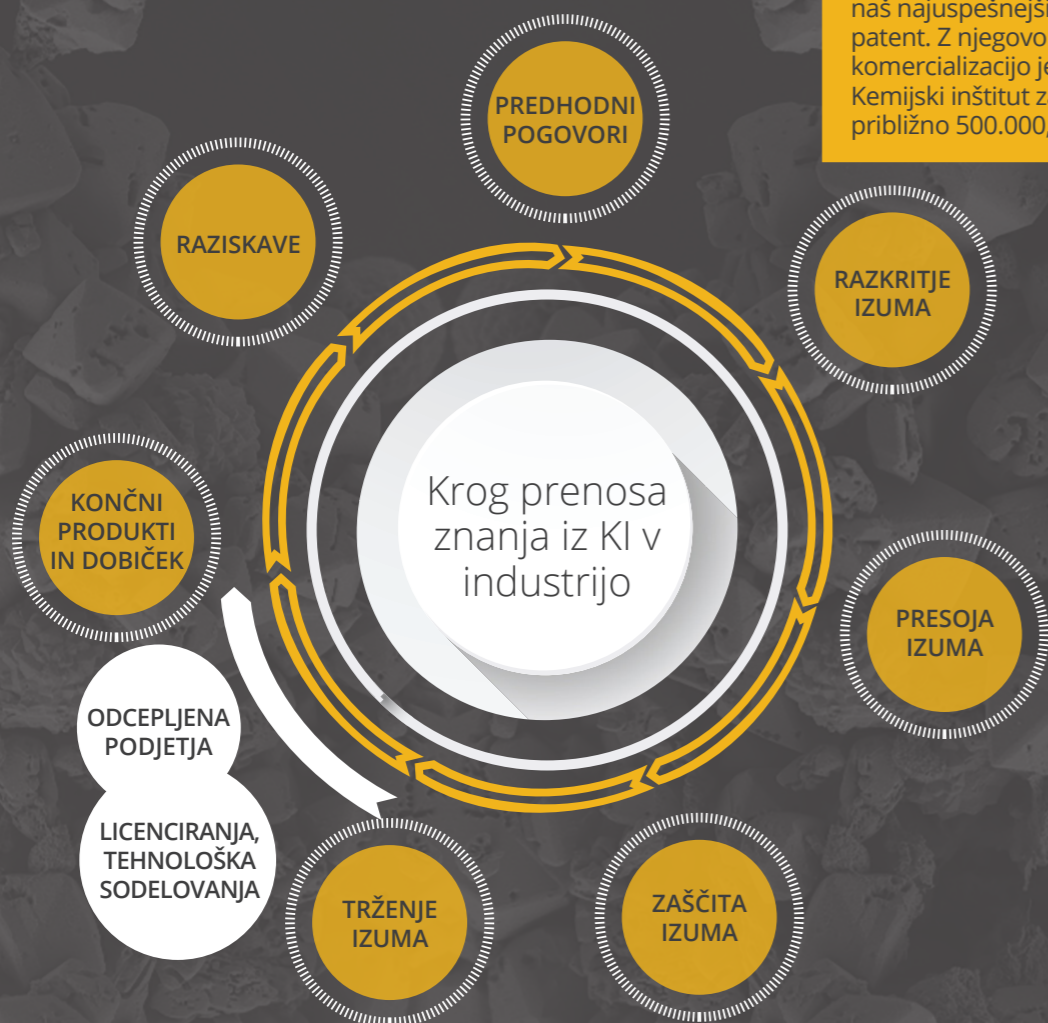 naš najuspešnejši
patent. Z njegovo
komercializacijo je
Kemijski inštitut
približno 500.000,
PREDHODNI
POGOVORI
RAZISKAVE
RAZKRITJE
IZUMA
Krog prenosa
znanja iz KI v
industrijo
KONČNI
PRODUKTI
IN DOBIČEK
PRESOJA
IZUMA
ODCEPLJENA
PODJETJA
LICENCIRANJA,
TEHNOLOŠKA
SODELOVANJA
TRŽENJE
IZUMA
ZAŠČITA
IZUMA